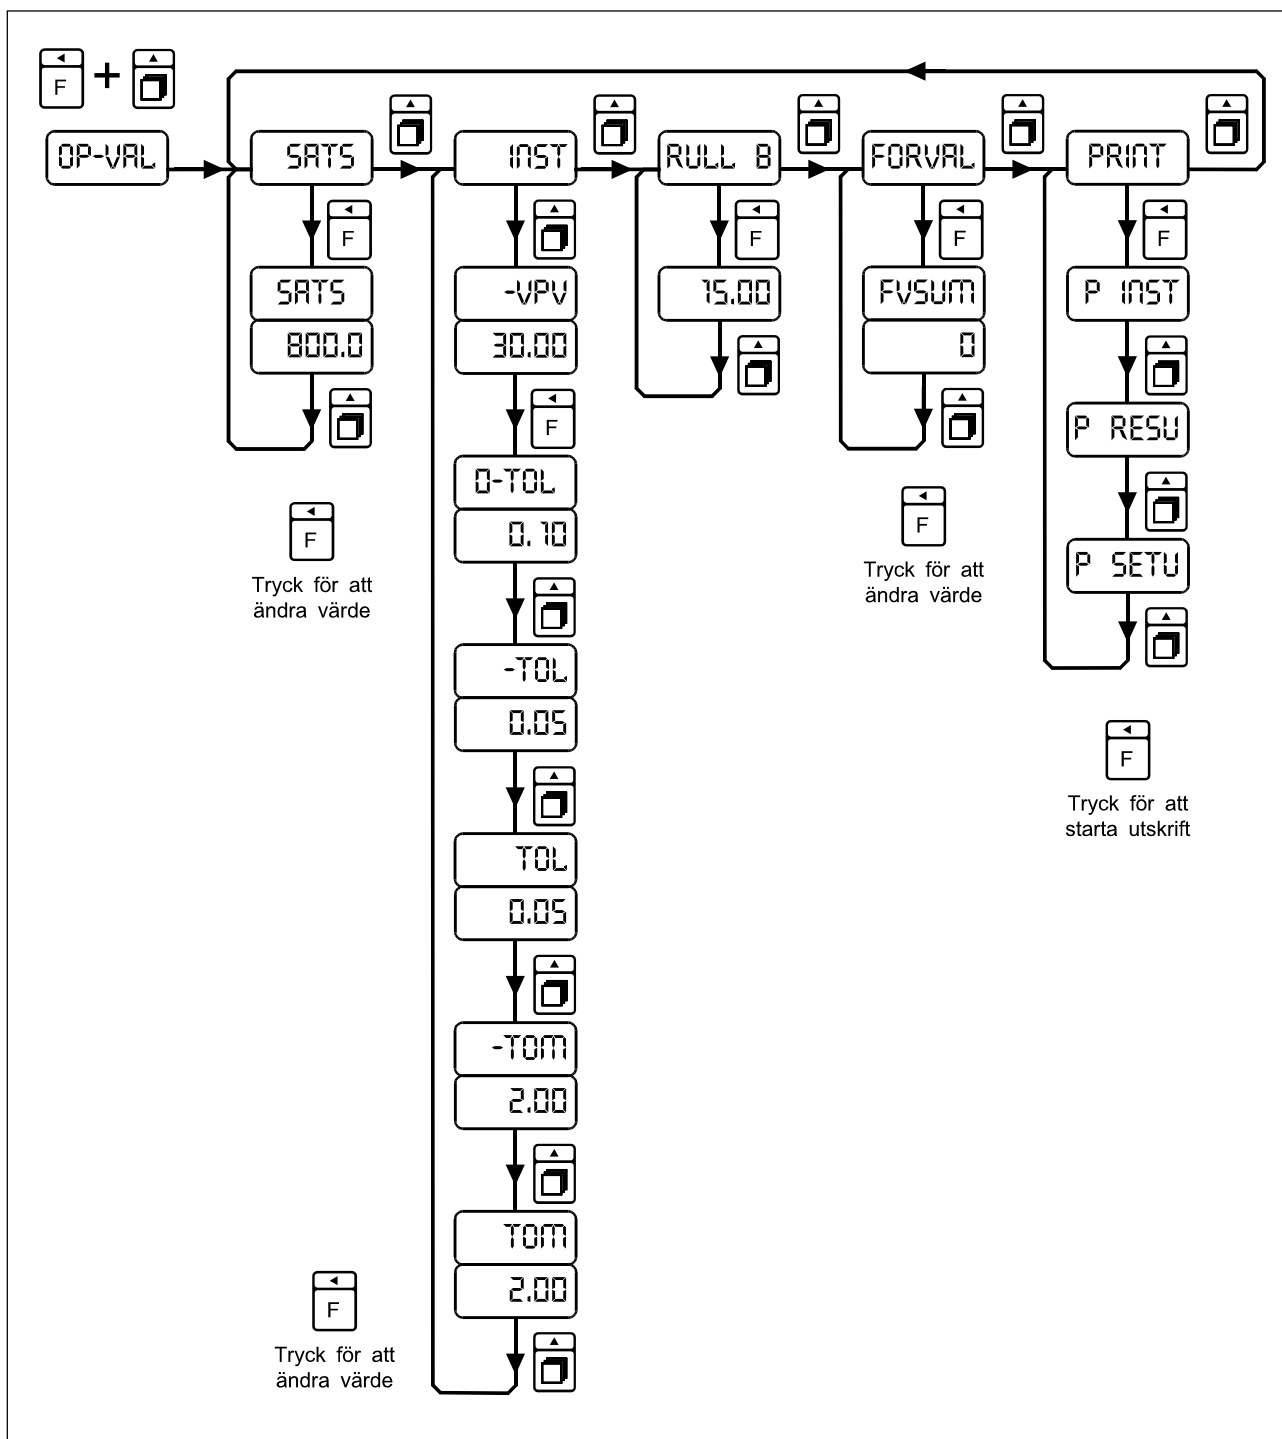 F + 
OP-VAL
SATS
INST
RULL B
FORVAL
PRINT
F
SATS
800.0
F
Tryck för att
ändra värde
-VPV
30.00
F
D-TOL
0.10
-TOL
0.05
TOL
0.05
-TOM
2.00
TOM
2.00
F
Tryck för att
ändra värde
F
15.00
F
FVSUM
0
F
Tryck för att
ändra värde
F
P INST
P RESU
P SETU
F
Tryck för att
starta utskrift